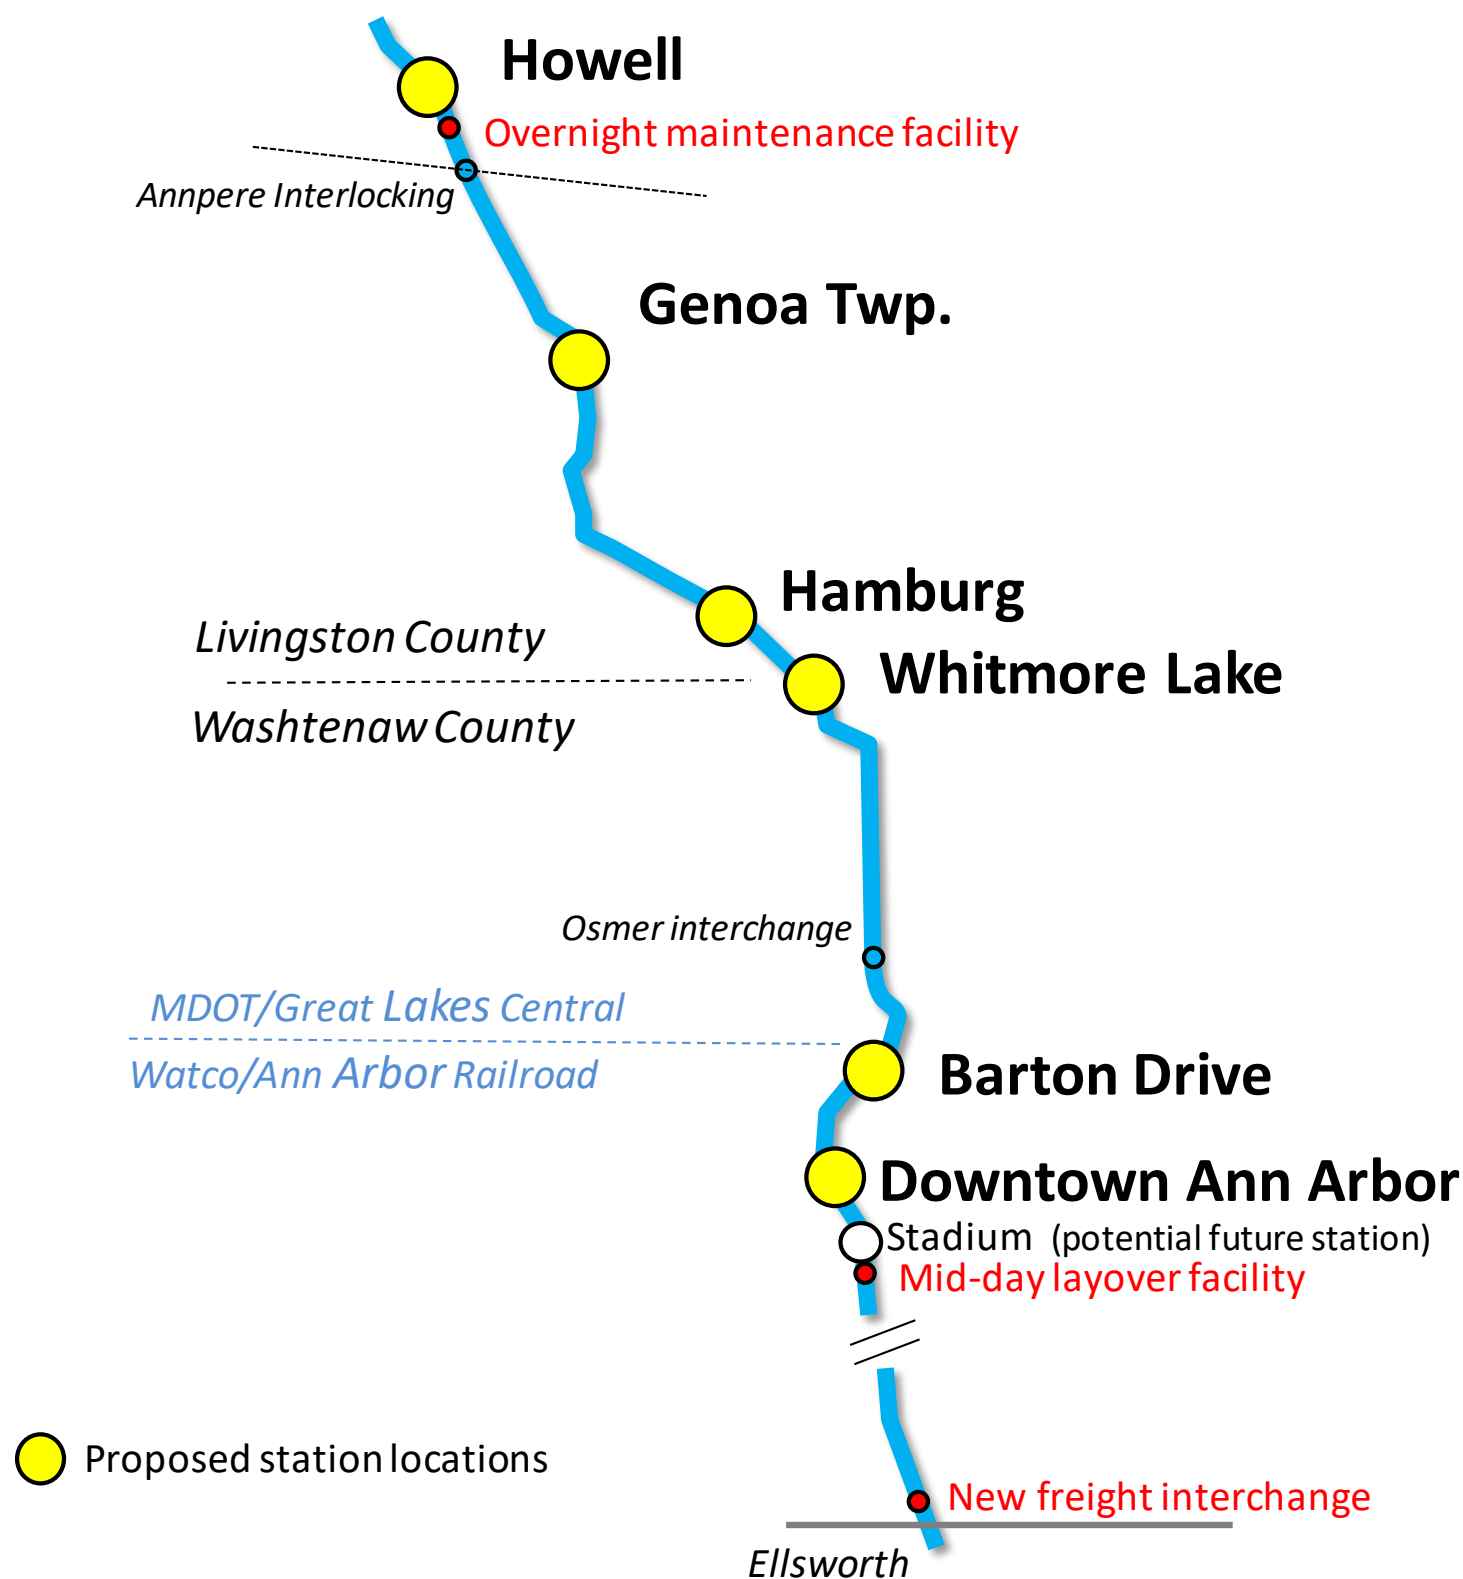 Howell
Overnight maintenance facility
Annpere Interlocking
Genoa Twp.
Hamburg
Livingston County
Whitmore Lake
Washtenaw County
Osmer interchange
MDOT/Great Lakes Central
Watco/Ann Arbor Railroad
Barton Drive
Downtown Ann Arbor
Stadium (potential future station)
Mid-day layover facility
Proposed station locations
New freight interchange
Ellsworth